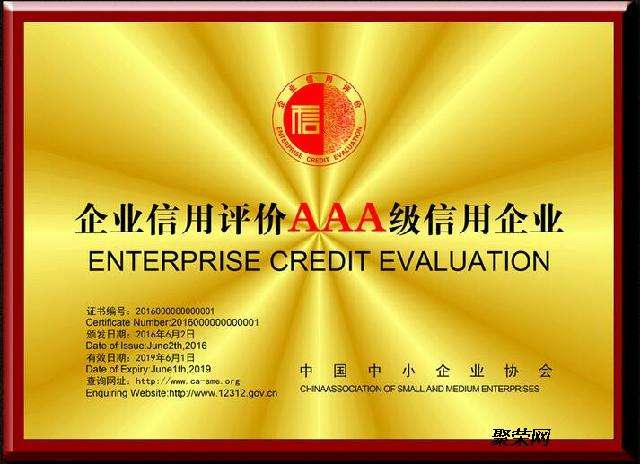 企业信用评价
信
ENTERPRISE CREDIT EVALUATION
企业信用评价AAA级信用企业
ENTERPRISE CREDIT EVALUATION
证书编号：2016000000000001
Certificate Number:2016000000000001
颁发日期：2016年6月2日
Date of Issue:June2th,2016
有效日期：2019年6月1日
Date of Expiry:June1th,2019
查询网址：http://www.ca-sme.org
Enquiring Website:http://www.12312.gov.cn
中国中小企业协会
CHINAASSOCIATION OF SMALL AND MEDIUM ENTERPRISES
聚荣网